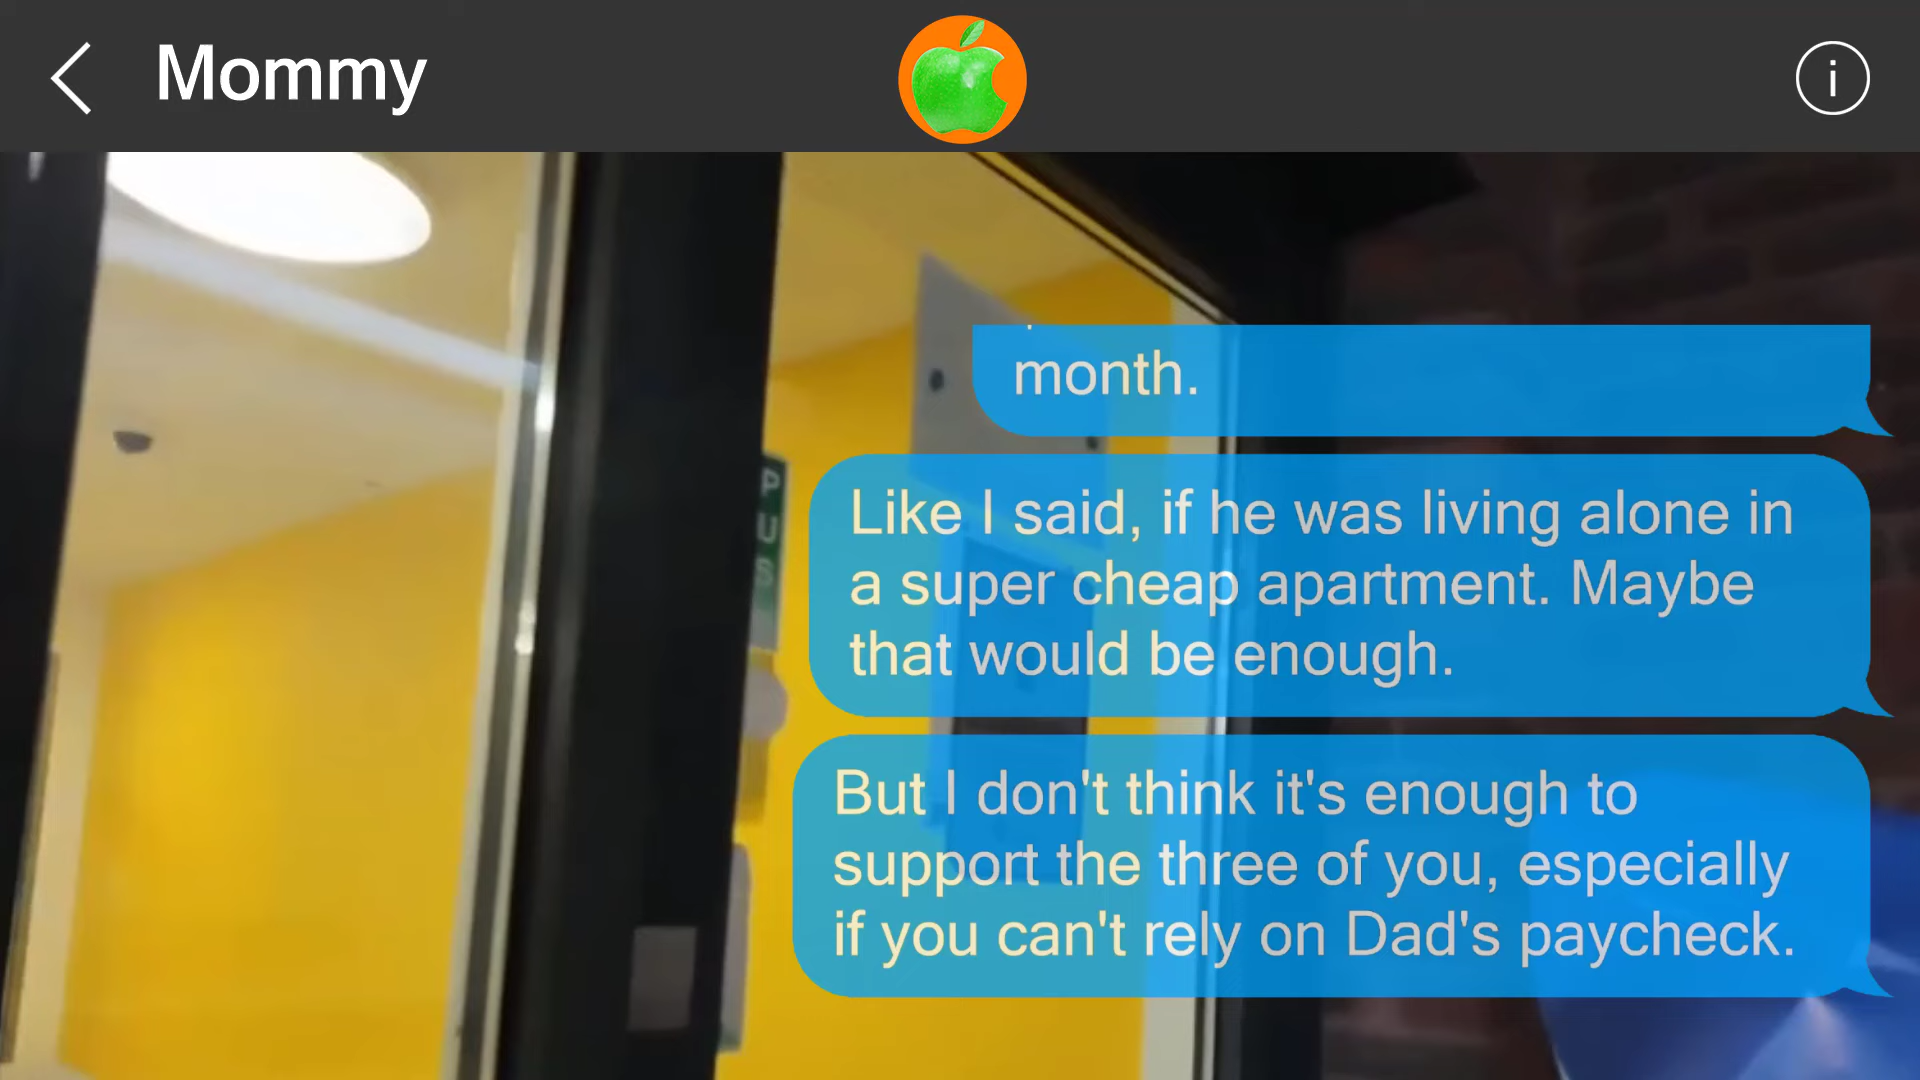 Mommy
month.
Like I said, if he was living alone in
a super cheap apartment. Maybe
that would be enough.
But I don't think it's enough to
support the three of you, especially
if you can't rely on Dad's paycheck.
P
U
S